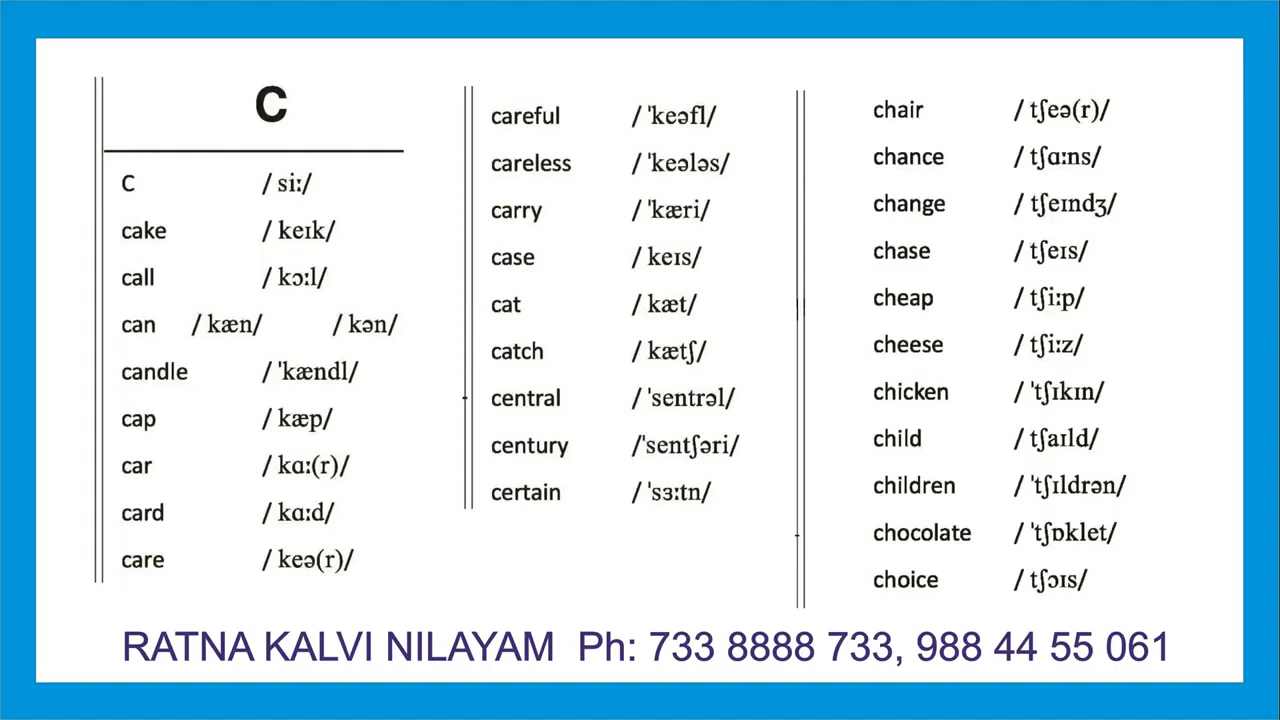 C
C / siː/
cake / keɪk/
call / kɔːl/
can / kæn/ / kən/
candle / ˈkændl/
cap / kæp/
car / kɑː(r)/
card / kɑːd/
care / keə(r)/
careful / ˈkeəfl/
careless / ˈkeələs/
carry / ˈkæri/
case / keɪs/
cat / kæt/
catch / kætʃ/
central / ˈsentrəl/
century /ˈsentʃəri/
certain / ˈsɜːtn/
chair / tʃeə(r)/
chance / tʃɑːns/
change / tʃeɪndʒ/
chase / tʃeɪs/
cheap / tʃiːp/
cheese / tʃiːz/
chicken / ˈtʃɪkɪn/
child / tʃaɪld/
children / ˈtʃɪldrən/
chocolate / ˈtʃɒklet/
choice / tʃɔɪs/
RATNA KALVI NILAYAM Ph: 733 8888 733, 988 44 55 061